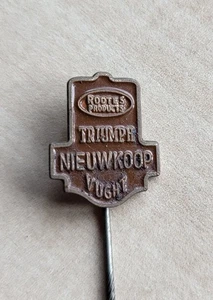 ROOTES
PRODUCTS
TRIUMPH
NIEUWKOOP
VUGHT